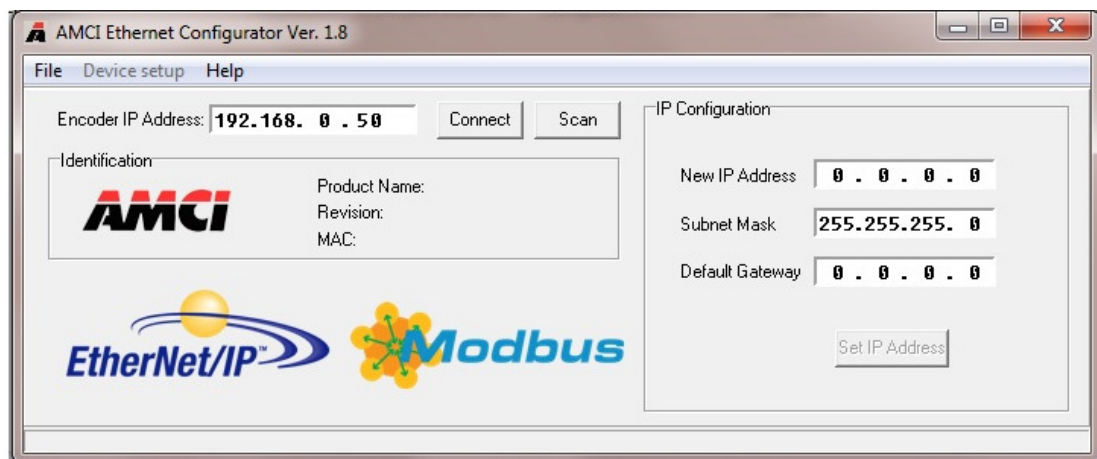 AMCI Ethernet Configurator Ver. 1.8
File Device setup Help
Encoder IP Address: 192.168. 0 .50 Connect Scan
Identification
AMCI
Product Name:
Revision:
MAC:
EtherNet/IP™
Modbus
IP Configuration
New IP Address 0 . 0 . 0 . 0
Subnet Mask 255.255.255. 0
Default Gateway 0 . 0 . 0 . 0
Set IP Address